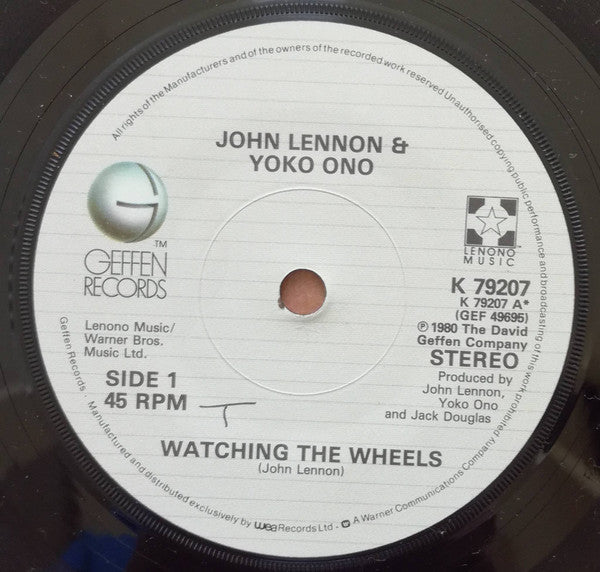 All rights of the Manufacturers and of the owners of the recorded work reserved Unauthorised copying public performance and broadcasting of this work prohibited
JOHN LENNON &
YOKO ONO
G
TM
GEFFEN
RECORDS
LENONO
MUSIC
K 79207
K 79207 A*
(GEF 49695)
℗ 1980 The David
Geffen Company
STEREO
Produced by
John Lennon,
Yoko Ono
and Jack Douglas
Lenono Music/
Warner Bros.
Music Ltd.
SIDE 1
45 RPM
T
WATCHING THE WHEELS
(John Lennon)
Geffen Records · Manufactured and distributed exclusively by wea Records Ltd · A Warner Communications Company